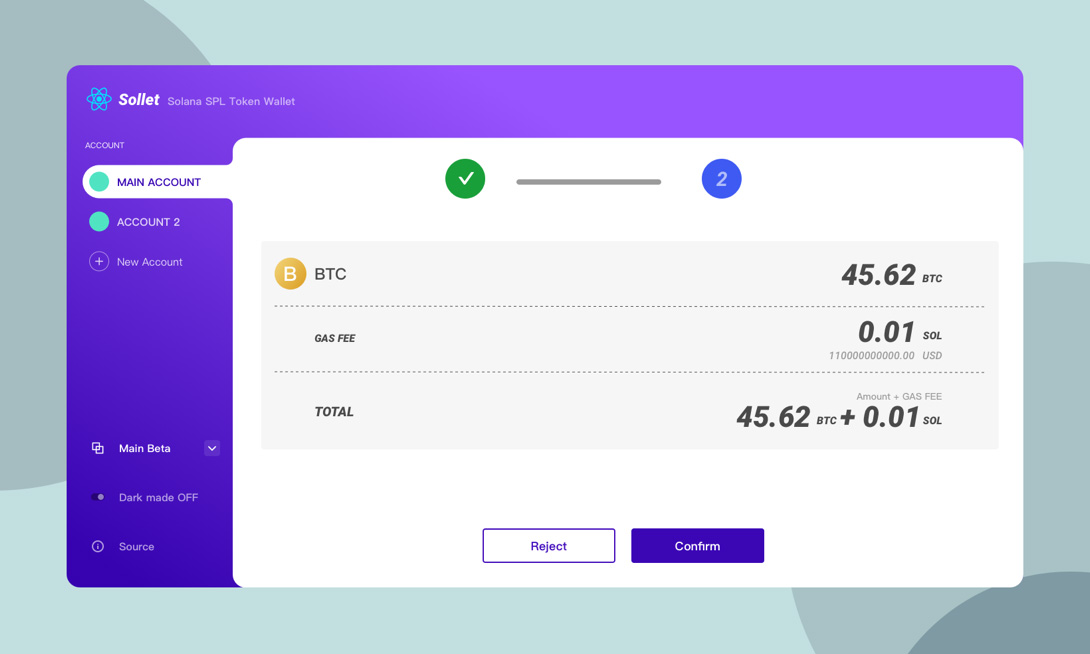 Sollet Solana SPL Token Wallet
ACCOUNT
MAIN ACCOUNT
ACCOUNT 2
New Account
Main Beta
Dark made OFF
Source
2
B BTC
45.62 BTC
GAS FEE
0.01 SOL
110000000000.00 USD
TOTAL
Amount + GAS FEE
45.62 BTC + 0.01 SOL
Reject
Confirm